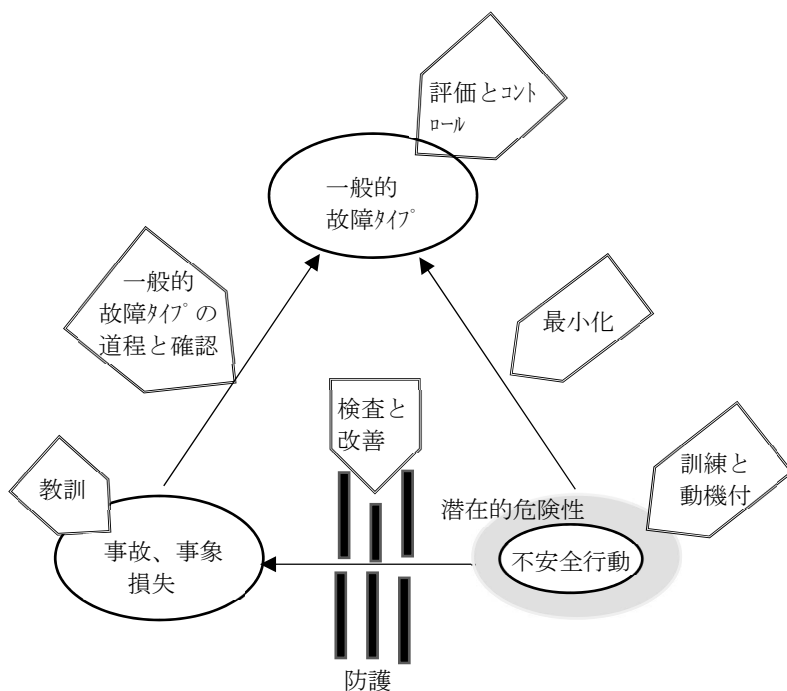 評価とｺﾝﾄ
ﾛｰﾙ
一般的
故障ﾀｲﾌﾟ
一般的
故障ﾀｲﾌﾟの
道程と確認
最小化
検査と
改善
訓練と
動機付
教訓
潜在的危険性
事故、事象
損失
不安全行動
防護